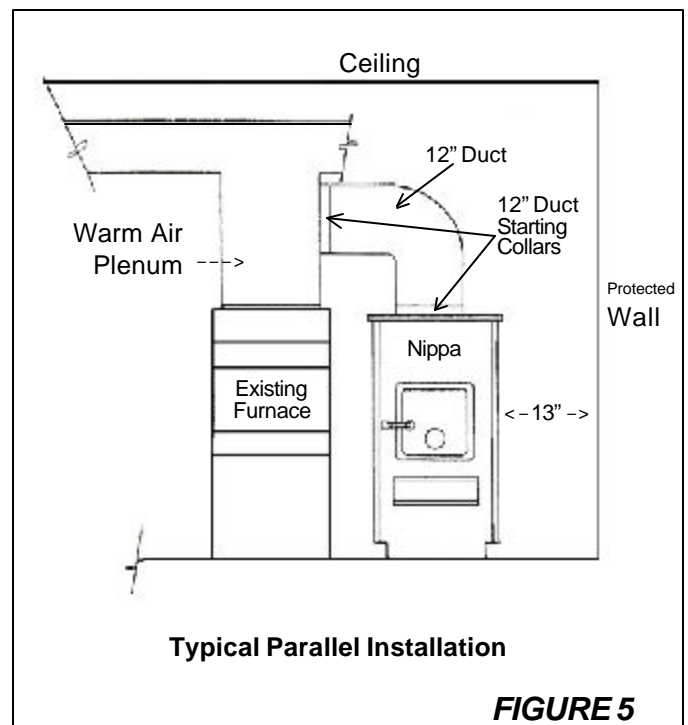 Ceiling
12” Duct
12” Duct
Starting
Collars
Warm Air
Plenum
Protected
Wall
Nippa
Existing
Furnace
13”
Typical Parallel Installation
FIGURE 5